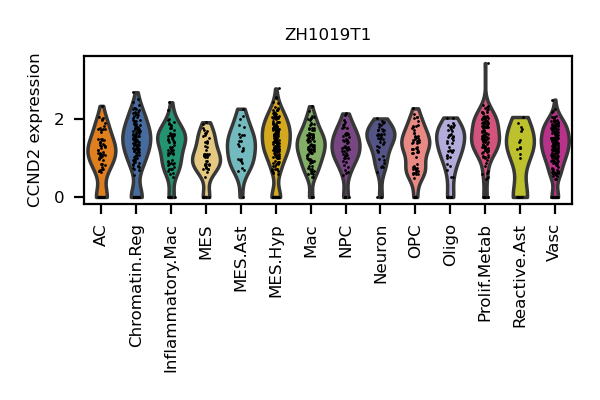 ZH1019T1
CCND2 expression
2
0
AC
Chromatin.Reg
Inflammatory.Mac
MES
MES.Ast
MES.Hyp
Mac
NPC
Neuron
OPC
Oligo
Prolif.Metab
Reactive.Ast
Vasc